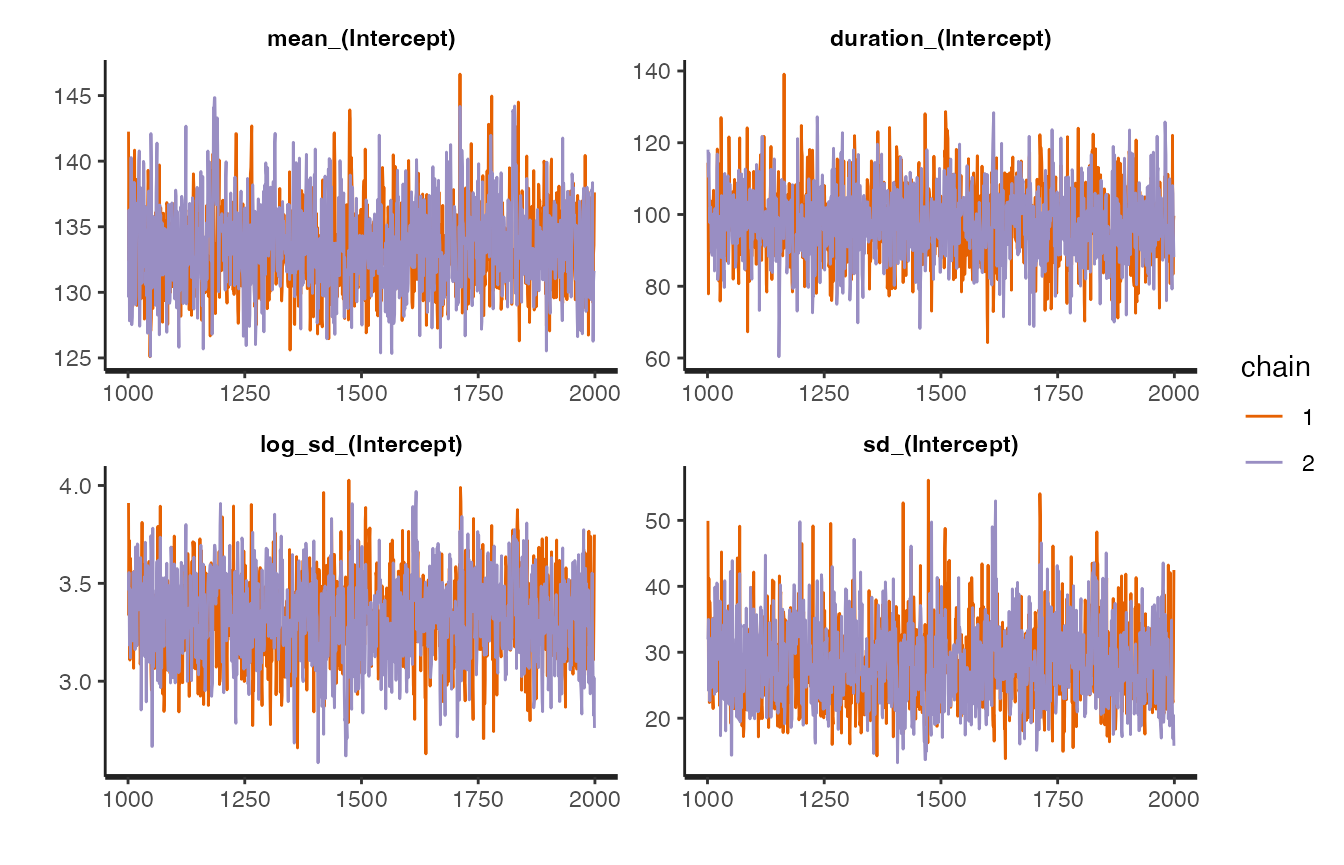 mean_(Intercept)
145
140
135
130
125
1000 1250 1500 1750 2000
duration_(Intercept)
140
120
100
80
60
1000 1250 1500 1750 2000
log_sd_(Intercept)
4.0
3.5
3.0
1000 1250 1500 1750 2000
sd_(Intercept)
50
40
30
20
1000 1250 1500 1750 2000
chain
1
2